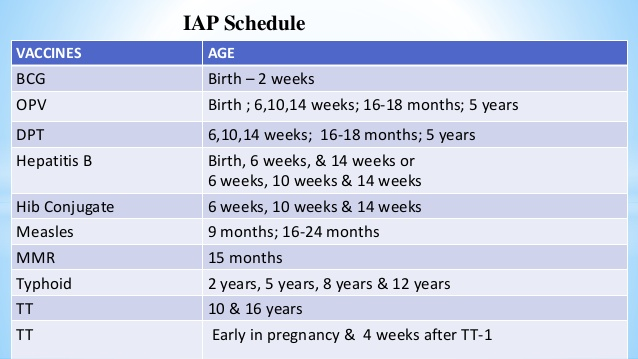 IAP Schedule
VACCINES AGE
BCG Birth – 2 weeks
OPV Birth ; 6,10,14 weeks; 16-18 months; 5 years
DPT 6,10,14 weeks;  16-18 months; 5 years
Hepatitis B Birth, 6 weeks, & 14 weeks or
6 weeks, 10 weeks & 14 weeks
Hib Conjugate 6 weeks, 10 weeks & 14 weeks
Measles 9 months; 16-24 months
MMR 15 months
Typhoid 2 years, 5 years, 8 years & 12 years
TT 10 & 16 years
TT Early in pregnancy &  4 weeks after TT-1